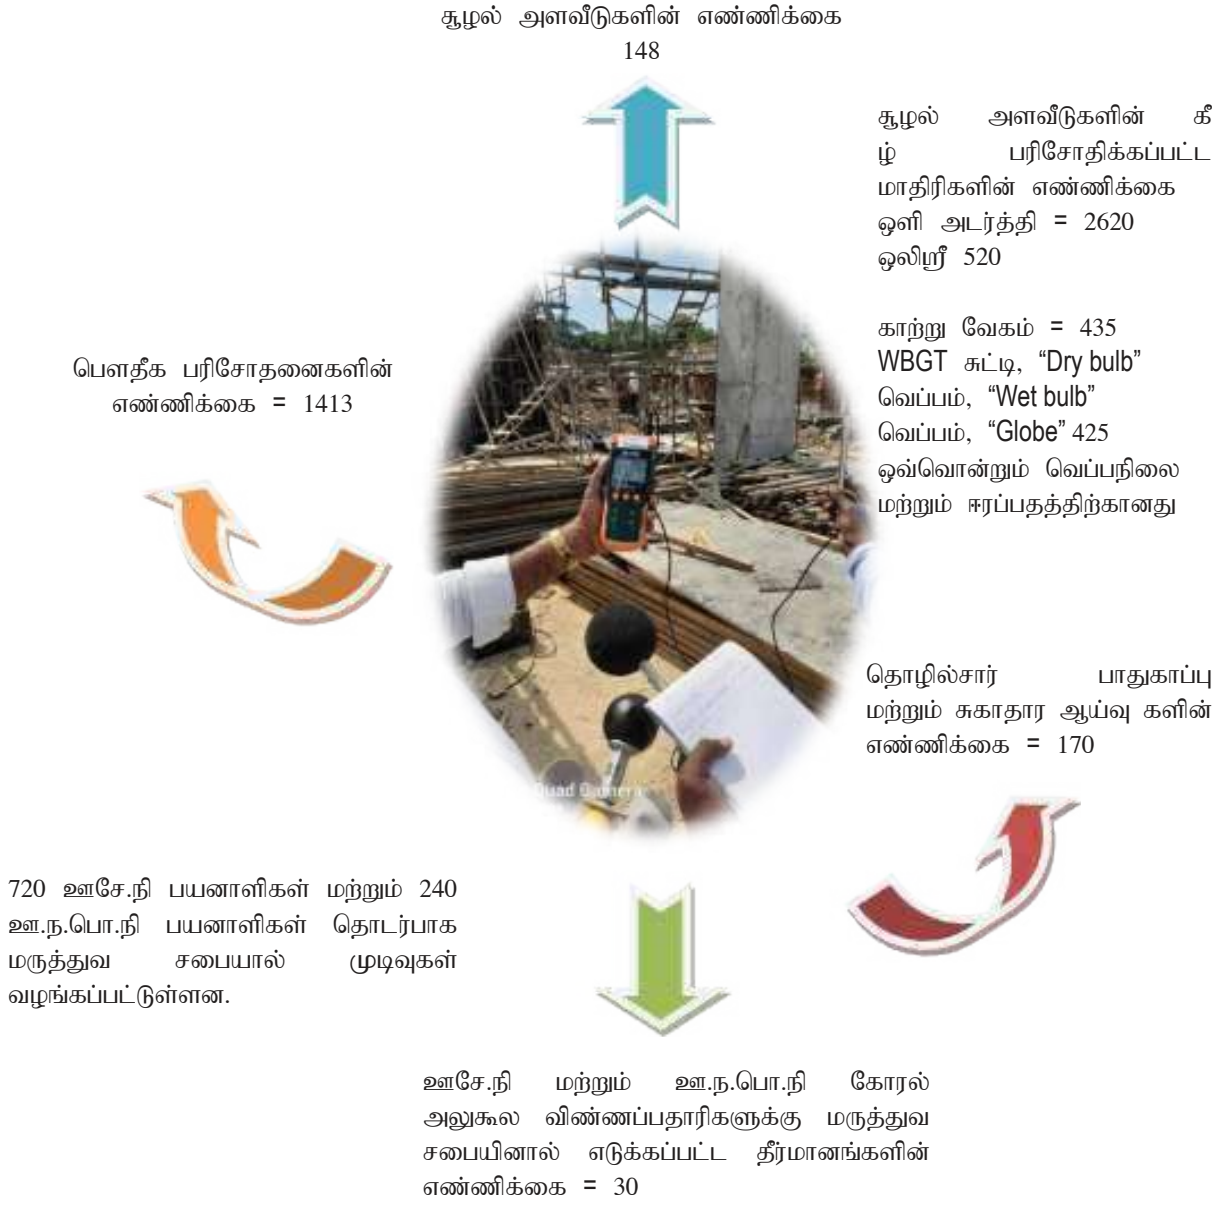 சூழல் அளவீடுகளின் எண்ணிக்கை
148
சூழல் அளவீடுகளின் கீ
ழ் பரிசோதிக்கப்பட்ட
மாதிரிகளின் எண்ணிக்கை
ஒளி அடர்த்தி = 2620
520
காற்று வேகம் = 435
WBGT சுட்டி, “Dry bulb”
வெப்பம், “Wet bulb”
வெப்பம், “Globe” 425
ஒவ்வொன்றும் வெப்பநிலை
மற்றும் ஈரப்பதத்திற்கானது
பௌதீக பரிசோதனைகளின்
எண்ணிக்கை = 1413
தொழில்சார் பாதுகாப்பு
மற்றும் சுகாதார ஆய்வு களின்
எண்ணிக்கை = 170
Quad Camera
720 ஊசே.நி பயனாளிகள் மற்றும் 240
ஊ.ந.பொ.நி பயனாளிகள் தொடர்பாக
மருத்துவ சபையால் முடிவுகள்
வழங்கப்பட்டுள்ளன.
ஊசே.நி மற்றும் ஊ.ந.பொ.நி கோரல்
அலுகூல விண்ணப்பதாரிகளுக்கு மருத்துவ
சபையினால் எடுக்கப்பட்ட தீர்மானங்களின்
எண்ணிக்கை = 30